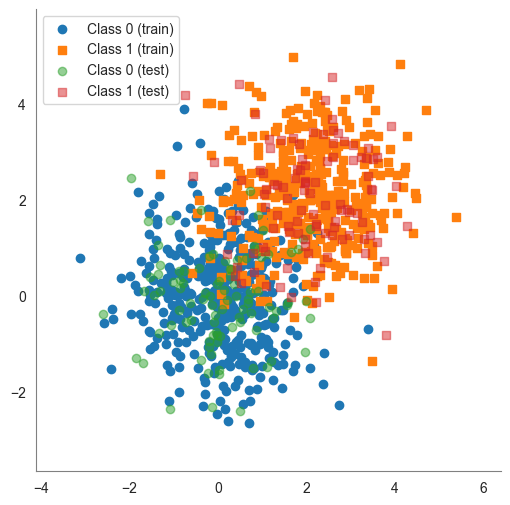 Class 0 (train)
Class 1 (train)
Class 0 (test)
Class 1 (test)
4
2
0
−2
−4
−2
0
2
4
6